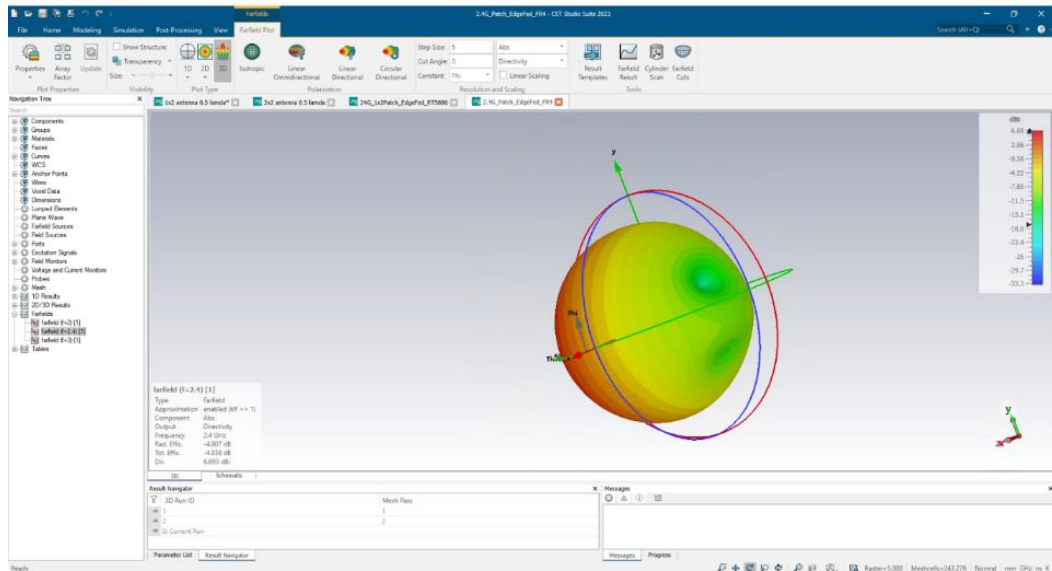 Farfields
2.4G_Patch_EdgeFed_FR4 - CST Studio Suite 2023
File Home Modeling Simulation Post-Processing View Farfield Plot
Search (Alt+Q)
Properties
Array Factor
Update
Show Structure
Transparency
Size:
1D 2D 3D
Isotropic
Linear Omnidirectional
Linear Directional
Circular Directional
Step Size: 5
Cut Angle: 0
Constant: Phi
Abs
Directivity
Linear Scaling
Result Templates
Farfield Result
Cylinder Scan
Farfield Cuts
Plot Properties Visibility Plot Type Polarization Resolution and Scaling Tools
Navigation Tree
Search
1x2 antenna 0.5 lamda*
2x2 antenna 0.5 lamda
24G_1x2Patch_EdgeFed_RT5880
2.4G_Patch_EdgeFed_FR4
Components
Groups
Materials
Faces
Curves
WCS
Anchor Points
Wires
Voxel Data
Dimensions
Lumped Elements
Plane Wave
Farfield Sources
Field Sources
Ports
Excitation Signals
Field Monitors
Voltage and Current Monitors
Probes
Mesh
1D Results
2D/3D Results
Farfields
farfield (f=2) [1]
farfield (f=2.4) [1]
farfield (f=3) [1]
Tables
y
Phi
dBi
6.69
-0.56
-4.22
-7.85
-11.5
-15.1
-18.8
-22.4
-26
-29.7
-33.3
farfield (f=2.4) [1]
Type Farfield
Approximation enabled (kR >> 1)
Component Abs
Output Directivity
Frequency 2.4 GHz
Rad. Effic. -4.907 dB
Tot. Effic. -4.938 dB
Dir. 6.693 dBi
y
x
3D Schematic
Result Navigator
3D Run ID Mesh Pass
1 1
2 2
0: Current Run
Parameter List Result Navigator
Messages
Messages Progress
Ready
Raster=5.000 Meshcells=243,276 Normal mm GHz ns K